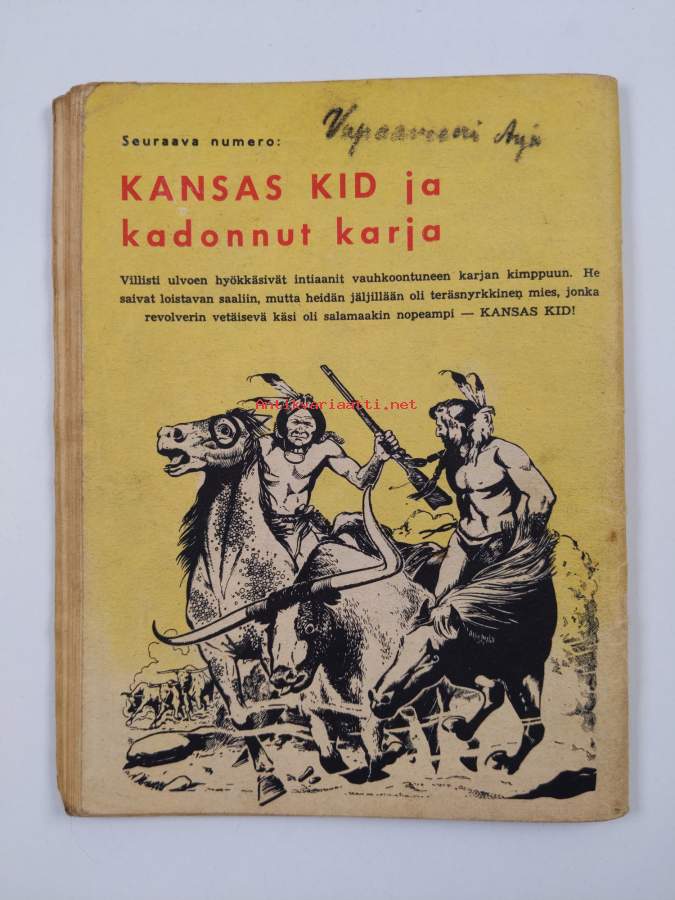 Seuraava numero:
KANSAS KID ja
kadonnut karja
Villisti ulvoen hyökkäsivät intiaanit vauhkoontuneen karjan kimppuun. He
saivat loistavan saaliin, mutta heidän jäljillään oli teräsnyrkkinen mies, jonka
revolverin vetäisevä käsi oli salamaakin nopeampi — KANSAS KID!
Antikvariaatti.net